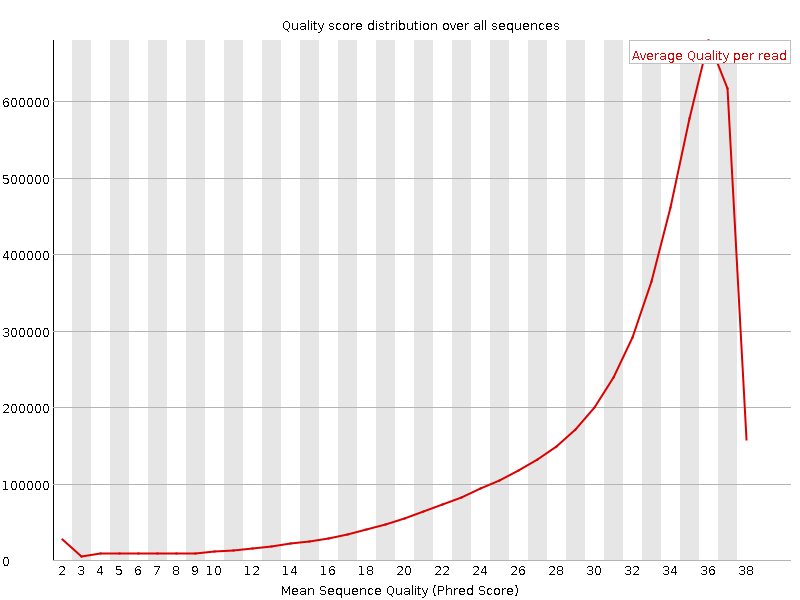 Quality score distribution over all sequences
Average Quality per read
600000
500000
400000
300000
200000
100000
0
2 3 4 5 6 7 8 9 10 12 14 16 18 20 22 24 26 28 30 32 34 36 38
Mean Sequence Quality (Phred Score)